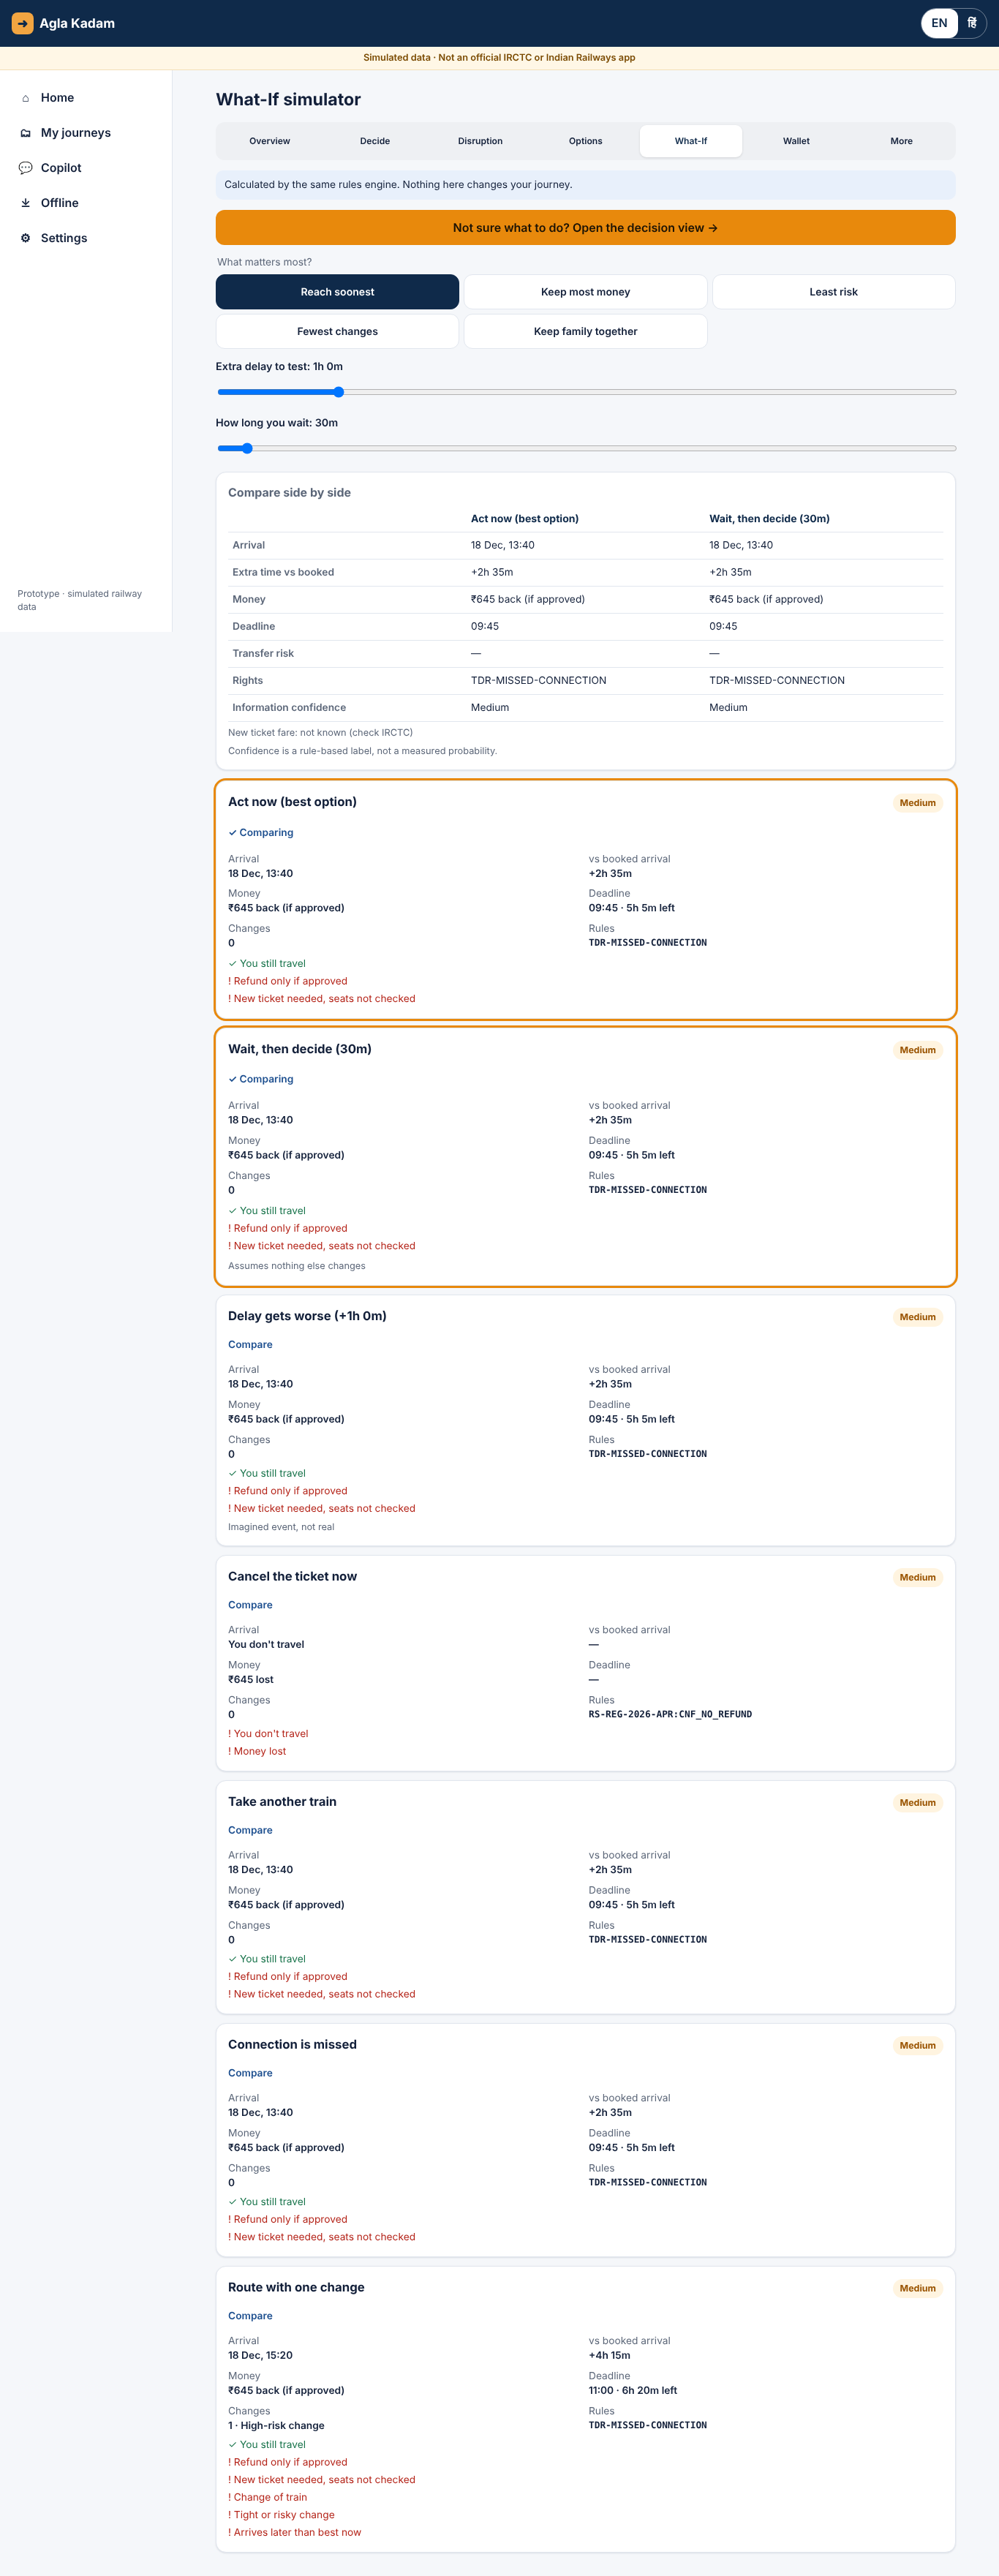 Agla Kadam
EN हिं
Simulated data · Not an official IRCTC or Indian Railways app
Home
My journeys
Copilot
Offline
Settings
Prototype · simulated railway
data
What-If simulator
Overview Decide Disruption Options What-If Wallet More
Calculated by the same rules engine. Nothing here changes your journey.
Not sure what to do? Open the decision view →
What matters most?
Reach soonest Keep most money Least risk
Fewest changes Keep family together
Extra delay to test: 1h 0m
How long you wait: 30m
Compare side by side
Act now (best option) Wait, then decide (30m)
Arrival 18 Dec, 13:40 18 Dec, 13:40
Extra time vs booked +2h 35m +2h 35m
Money ₹645 back (if approved) ₹645 back (if approved)
Deadline 09:45 09:45
Transfer risk — —
Rights TDR-MISSED-CONNECTION TDR-MISSED-CONNECTION
Information confidence Medium Medium
New ticket fare: not known (check IRCTC)
Confidence is a rule-based label, not a measured probability.
Act now (best option) Medium
✓ Comparing
Arrival vs booked arrival
18 Dec, 13:40 +2h 35m
Money Deadline
₹645 back (if approved) 09:45 · 5h 5m left
Changes Rules
0 TDR-MISSED-CONNECTION
✓ You still travel
! Refund only if approved
! New ticket needed, seats not checked
Wait, then decide (30m) Medium
✓ Comparing
Arrival vs booked arrival
18 Dec, 13:40 +2h 35m
Money Deadline
₹645 back (if approved) 09:45 · 5h 5m left
Changes Rules
0 TDR-MISSED-CONNECTION
✓ You still travel
! Refund only if approved
! New ticket needed, seats not checked
Assumes nothing else changes
Delay gets worse (+1h 0m) Medium
Compare
Arrival vs booked arrival
18 Dec, 13:40 +2h 35m
Money Deadline
₹645 back (if approved) 09:45 · 5h 5m left
Changes Rules
0 TDR-MISSED-CONNECTION
✓ You still travel
! Refund only if approved
! New ticket needed, seats not checked
Imagined event, not real
Cancel the ticket now Medium
Compare
Arrival vs booked arrival
You don't travel —
Money Deadline
₹645 lost —
Changes Rules
0 RS-REG-2026-APR:CNF_NO_REFUND
! You don't travel
! Money lost
Take another train Medium
Compare
Arrival vs booked arrival
18 Dec, 13:40 +2h 35m
Money Deadline
₹645 back (if approved) 09:45 · 5h 5m left
Changes Rules
0 TDR-MISSED-CONNECTION
✓ You still travel
! Refund only if approved
! New ticket needed, seats not checked
Connection is missed Medium
Compare
Arrival vs booked arrival
18 Dec, 13:40 +2h 35m
Money Deadline
₹645 back (if approved) 09:45 · 5h 5m left
Changes Rules
0 TDR-MISSED-CONNECTION
✓ You still travel
! Refund only if approved
! New ticket needed, seats not checked
Route with one change Medium
Compare
Arrival vs booked arrival
18 Dec, 15:20 +4h 15m
Money Deadline
₹645 back (if approved) 11:00 · 6h 20m left
Changes Rules
1 · High-risk change TDR-MISSED-CONNECTION
✓ You still travel
! Refund only if approved
! New ticket needed, seats not checked
! Change of train
! Tight or risky change
! Arrives later than best now